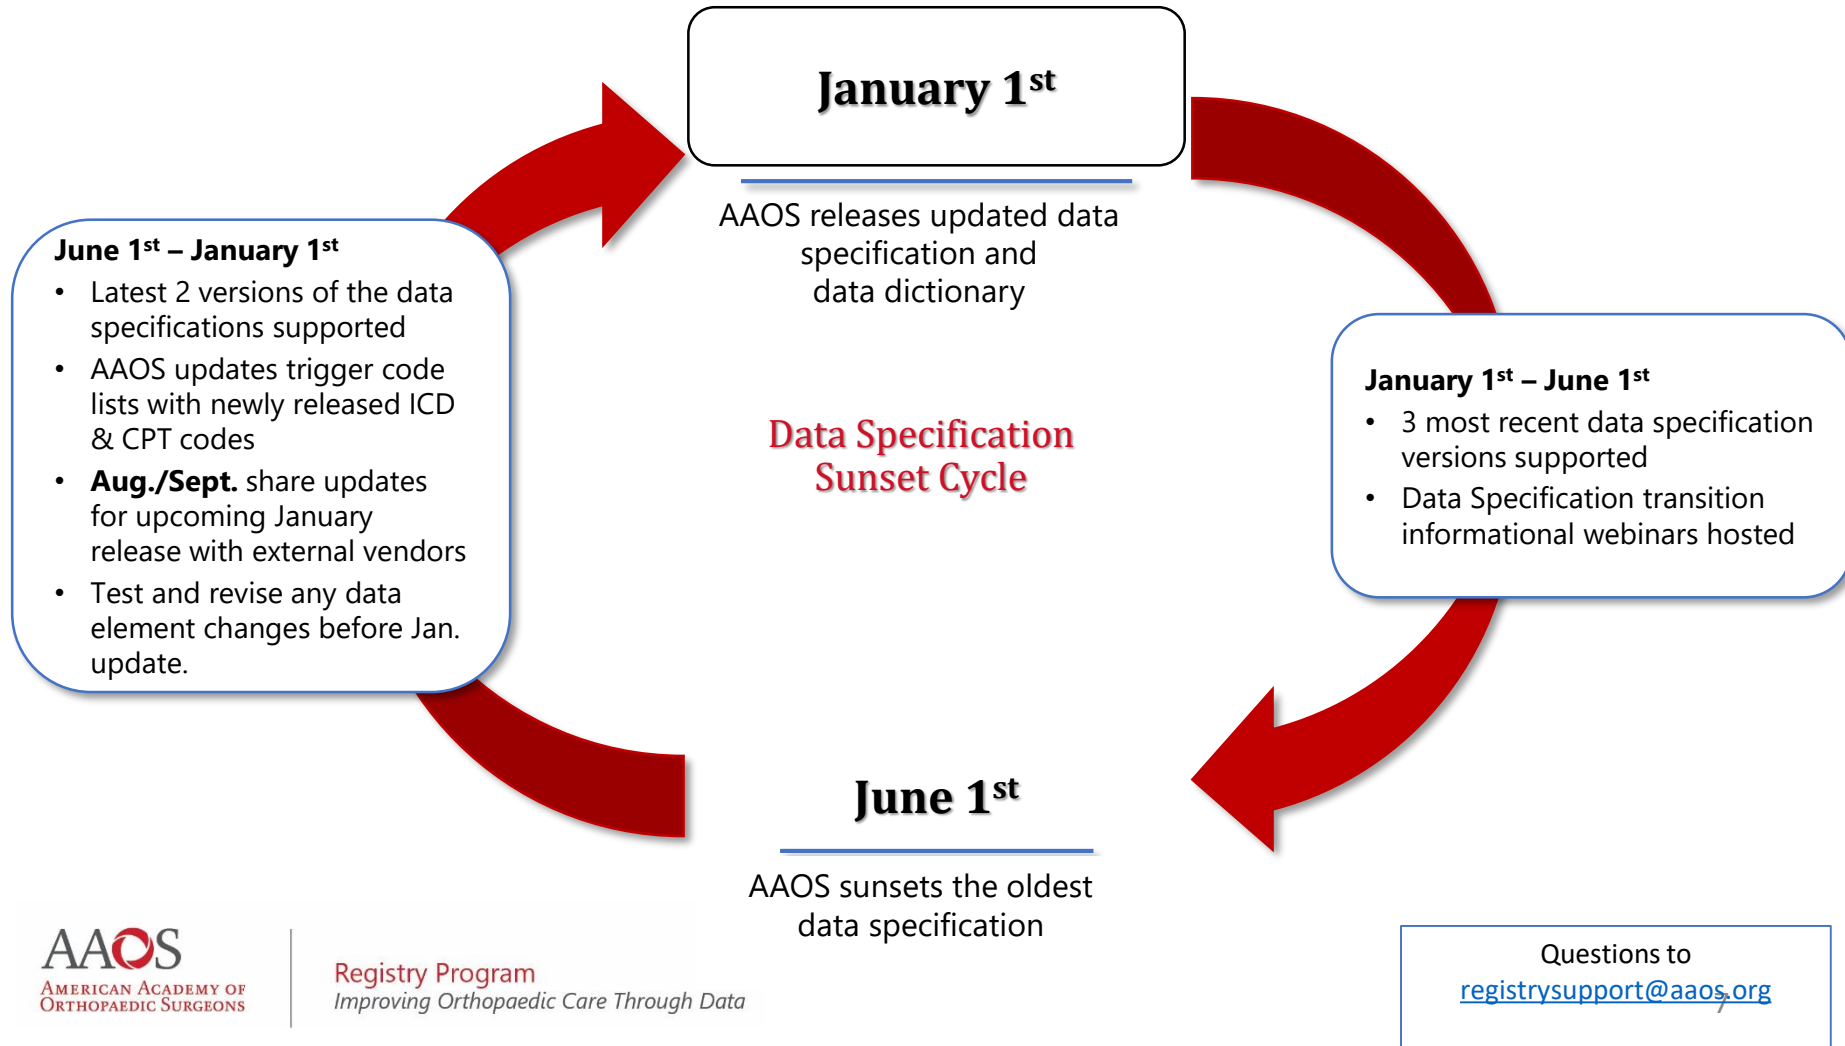 January 1st
AAOS releases updated data
specification and
data dictionary
June 1st – January 1st
• Latest 2 versions of the data
specifications supported
• AAOS updates trigger code
lists with newly released ICD
& CPT codes
• Aug./Sept. share updates
for upcoming January
release with external vendors
• Test and revise any data
element changes before Jan.
update.
Data Specification
Sunset Cycle
January 1st – June 1st
• 3 most recent data specification
versions supported
• Data Specification transition
informational webinars hosted
June 1st
AAOS sunsets the oldest
data specification
AAOS
AMERICAN ACADEMY OF
ORTHOPAEDIC SURGEONS
Registry Program
Improving Orthopaedic Care Through Data
Questions to
registrysupport@aaos.org
7